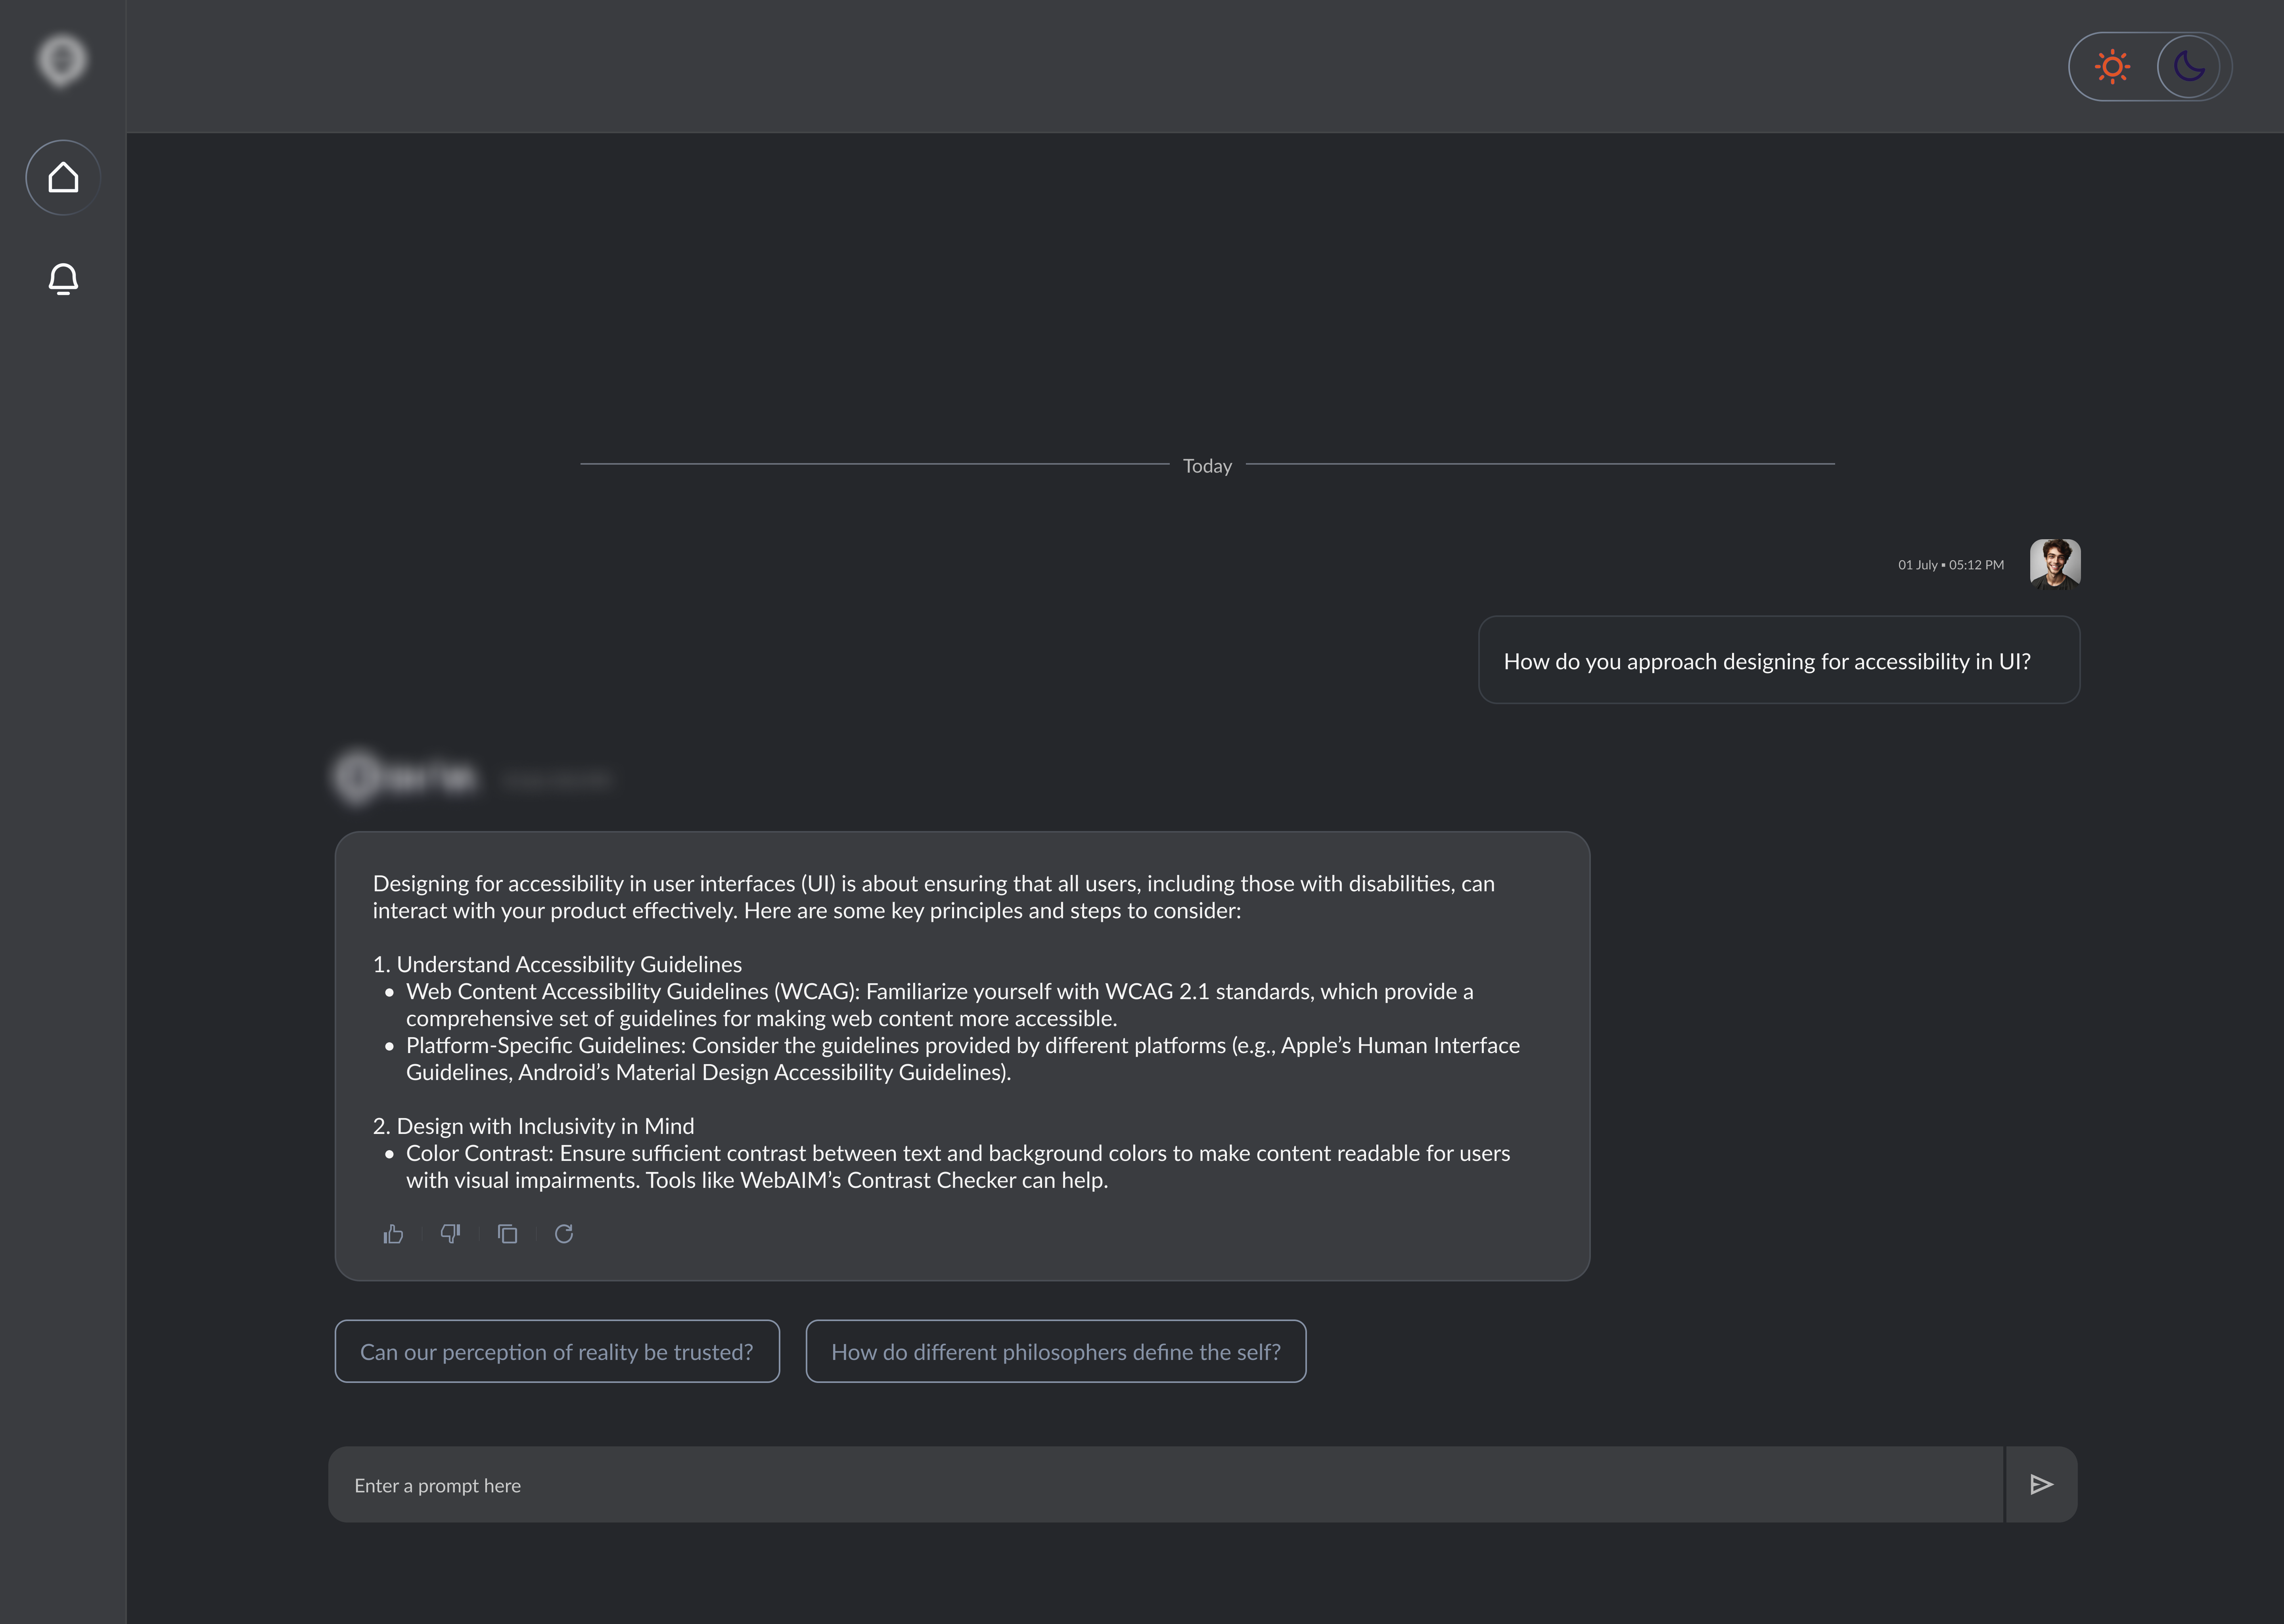 Today
01 July ▪ 05:12 PM
How do you approach designing for accessibility in UI?
Designing for accessibility in user interfaces (UI) is about ensuring that all users, including those with disabilities, can
interact with your product effectively. Here are some key principles and steps to consider:
1. Understand Accessibility Guidelines
• Web Content Accessibility Guidelines (WCAG): Familiarize yourself with WCAG 2.1 standards, which provide a
comprehensive set of guidelines for making web content more accessible.
• Platform-Specific Guidelines: Consider the guidelines provided by different platforms (e.g., Apple’s Human Interface
Guidelines, Android’s Material Design Accessibility Guidelines).
2. Design with Inclusivity in Mind
• Color Contrast: Ensure sufficient contrast between text and background colors to make content readable for users
with visual impairments. Tools like WebAIM’s Contrast Checker can help.
Can our perception of reality be trusted?
How do different philosophers define the self?
Enter a prompt here